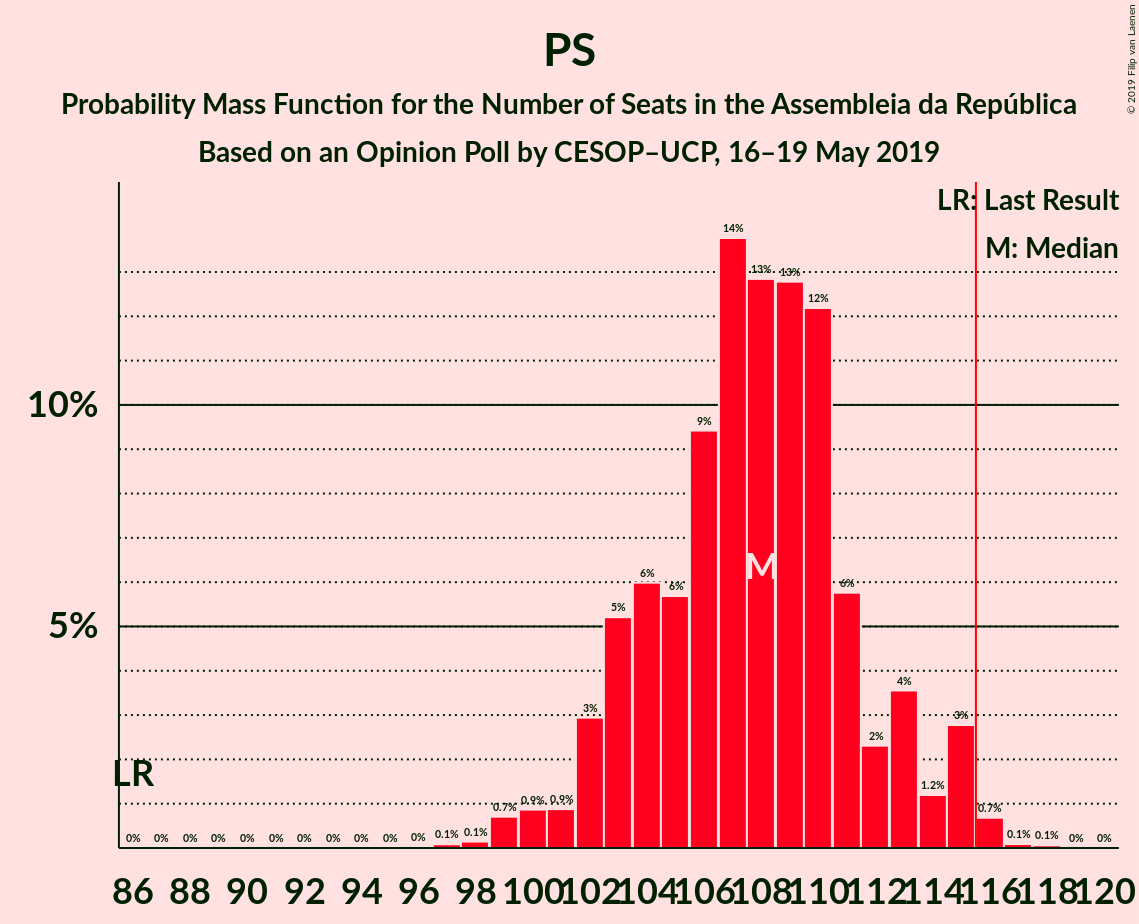 PS
Probability Mass Function for the Number of Seats in the Assembleia da República
Based on an Opinion Poll by CESOP–UCP, 16–19 May 2019
© 2019 Filip van Laenen
LR: Last Result
M: Median
10%
5%
LR
M
0% 0% 0% 0% 0% 0% 0% 0% 0% 0% 0% 0.1% 0.1% 0.7% 0.9% 0.9% 3% 5% 6% 6% 9% 14% 13% 13% 12% 6% 2% 4% 1.2% 3% 0.7% 0.1% 0.1% 0% 0%
86 88 90 92 94 96 98 100 102 104 106 108 110 112 114 116 118 120